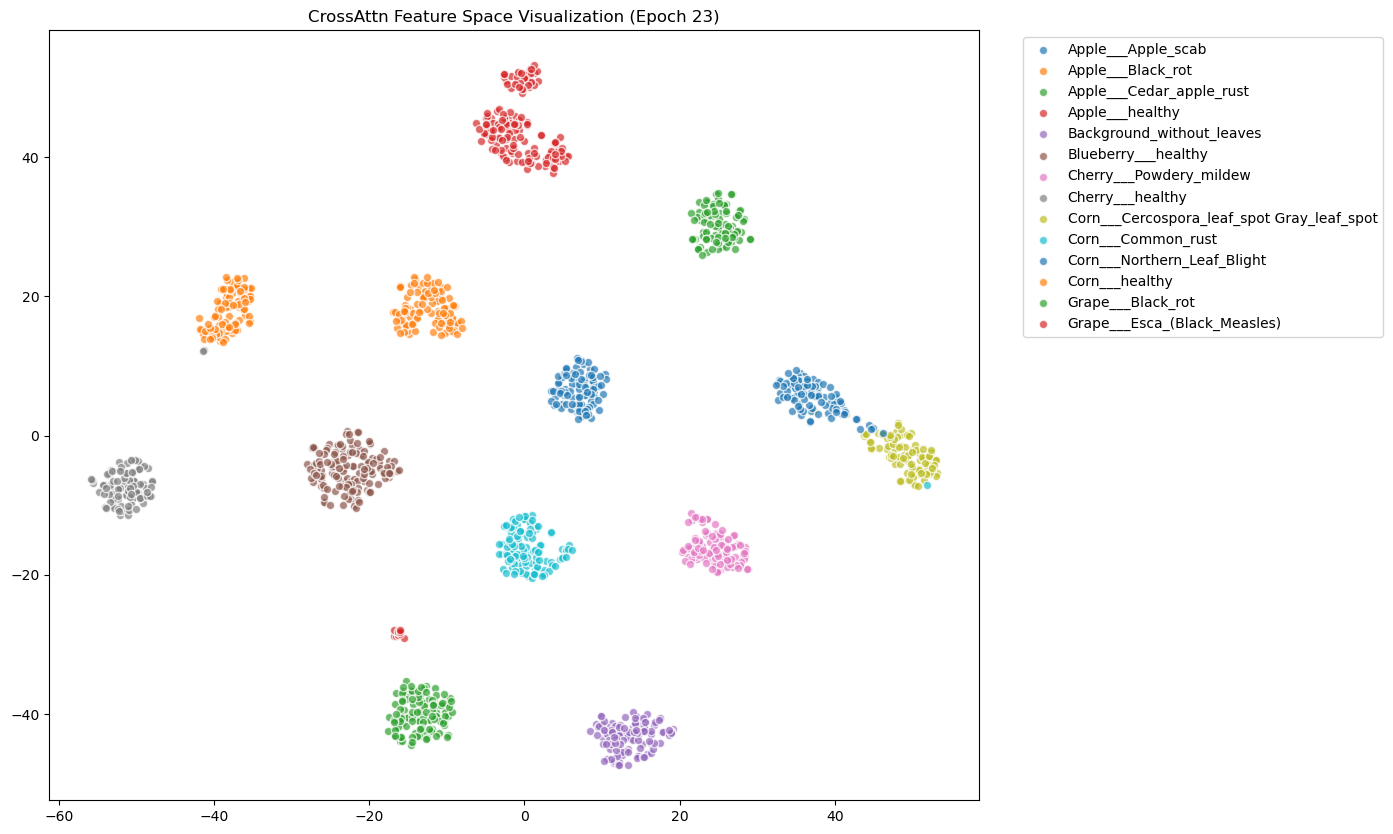 CrossAttn Feature Space Visualization (Epoch 23)
Apple___Apple_scab
Apple___Black_rot
Apple___Cedar_apple_rust
Apple___healthy
Background_without_leaves
Blueberry___healthy
Cherry___Powdery_mildew
Cherry___healthy
Corn___Cercospora_leaf_spot Gray_leaf_spot
Corn___Common_rust
Corn___Northern_Leaf_Blight
Corn___healthy
Grape___Black_rot
Grape___Esca_(Black_Measles)
40
20
0
−20
−40
−60 −40 −20 0 20 40